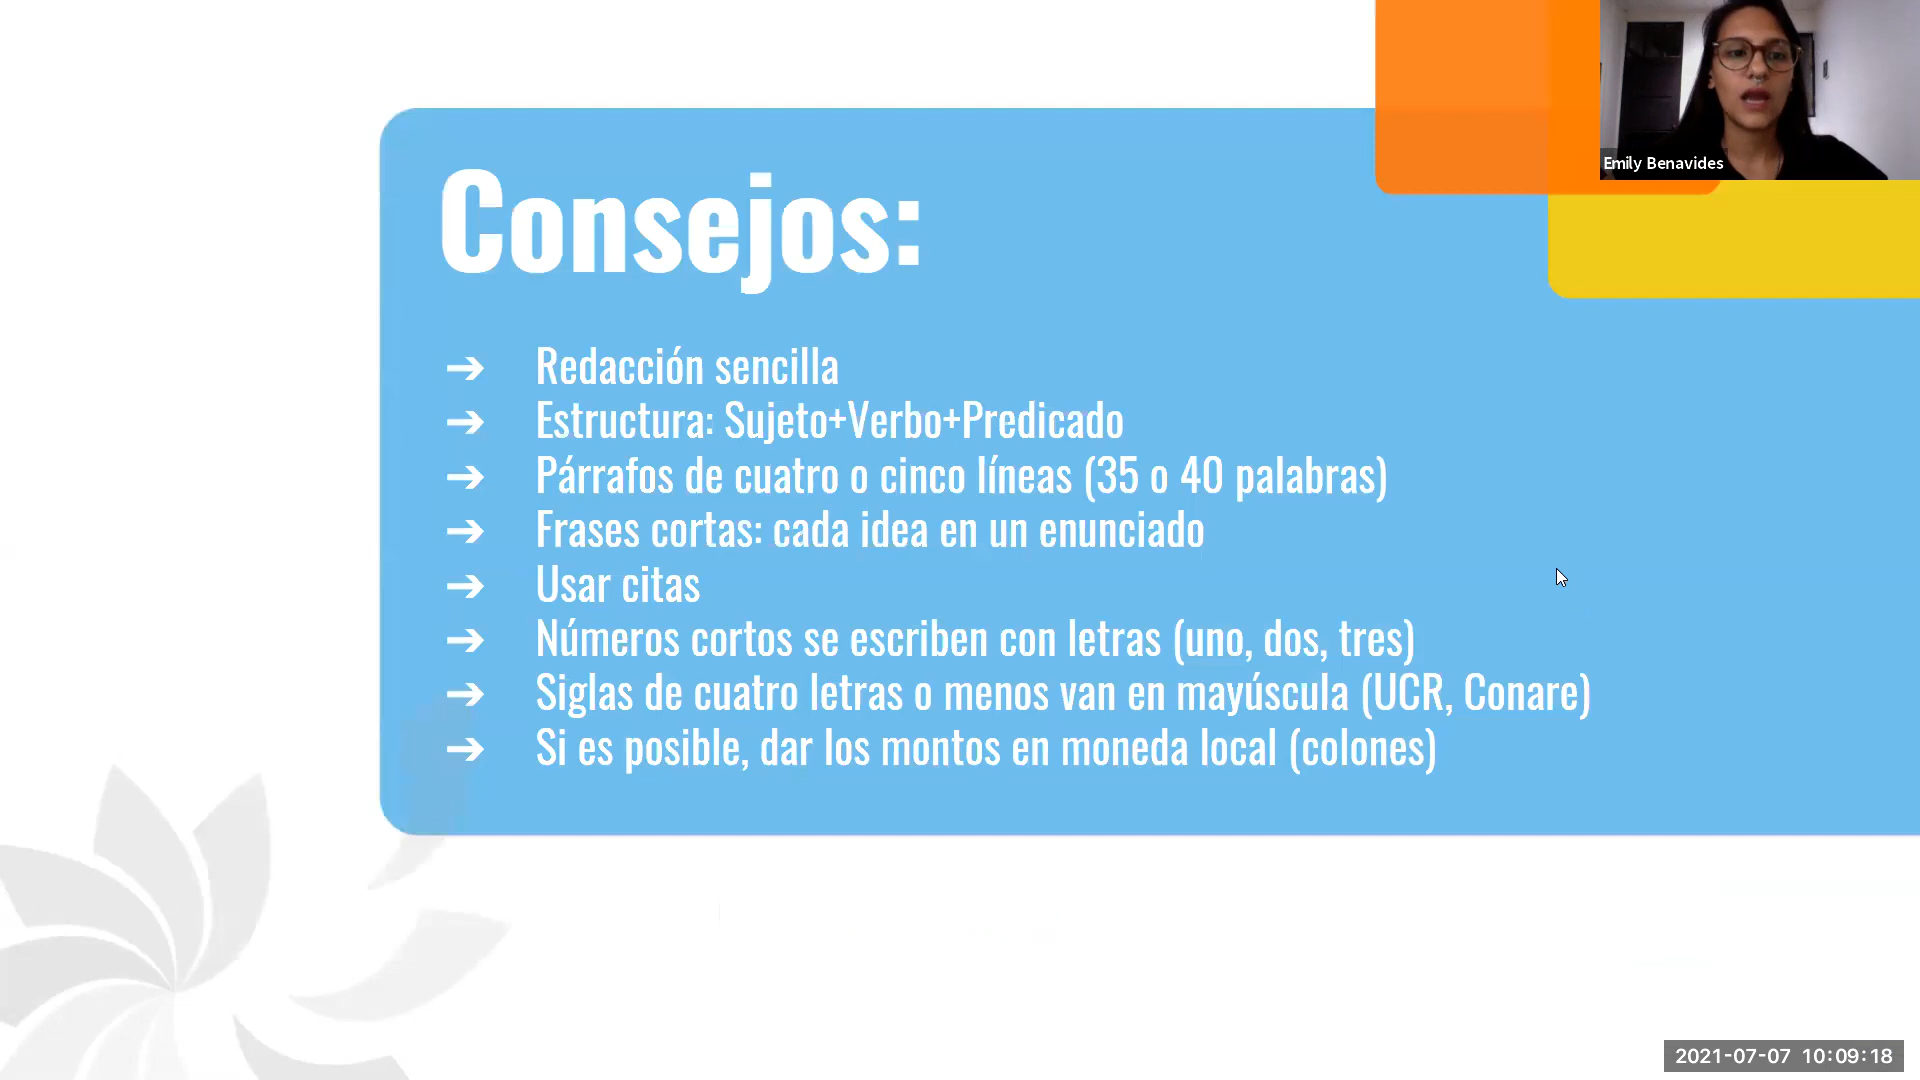 Emily Benavides
Consejos:
➔ Redacción sencilla
➔ Estructura: Sujeto+Verbo+Predicado
➔ Párrafos de cuatro o cinco líneas (35 o 40 palabras)
➔ Frases cortas: cada idea en un enunciado
➔ Usar citas
➔ Números cortos se escriben con letras (uno, dos, tres)
➔ Siglas de cuatro letras o menos van en mayúscula (UCR, Conare)
➔ Si es posible, dar los montos en moneda local (colones)
2021-07-07 10:09:18